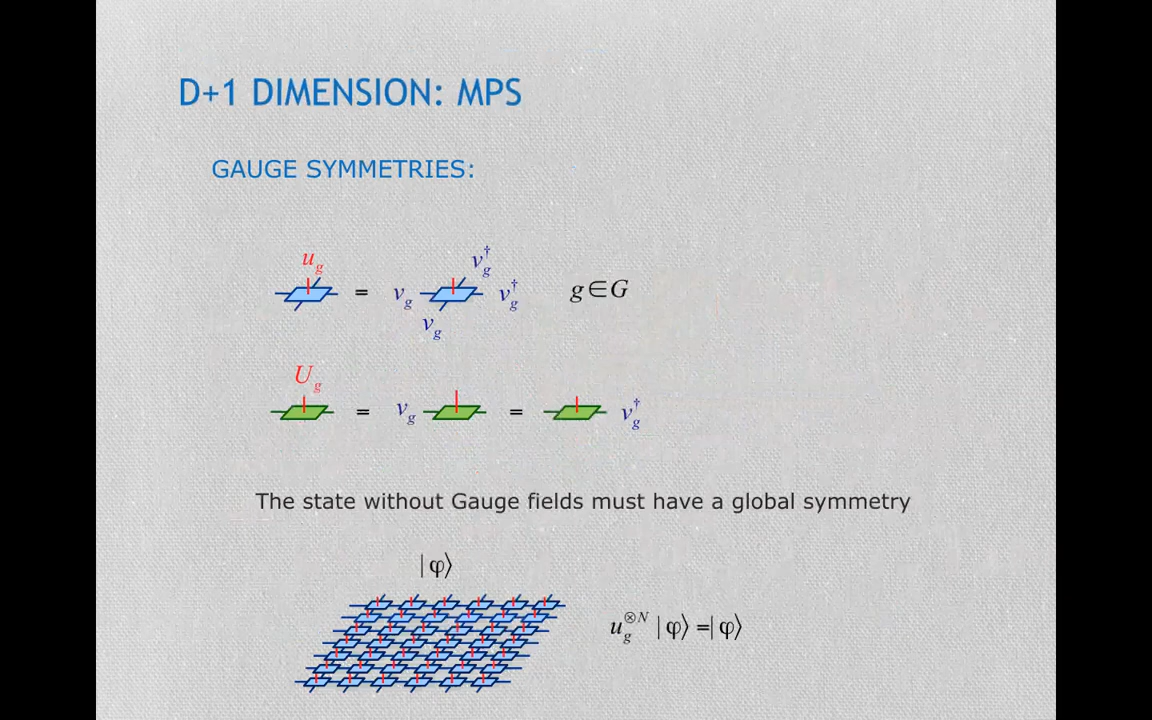 D+1 DIMENSION: MPS
GAUGE SYMMETRIES:
u_g = v_g v_g v_g^† v_g^† g∈G
U_g = v_g = v_g^†
The state without Gauge fields must have a global symmetry
|φ⟩
u_g^{⊗N} |φ⟩=|φ⟩